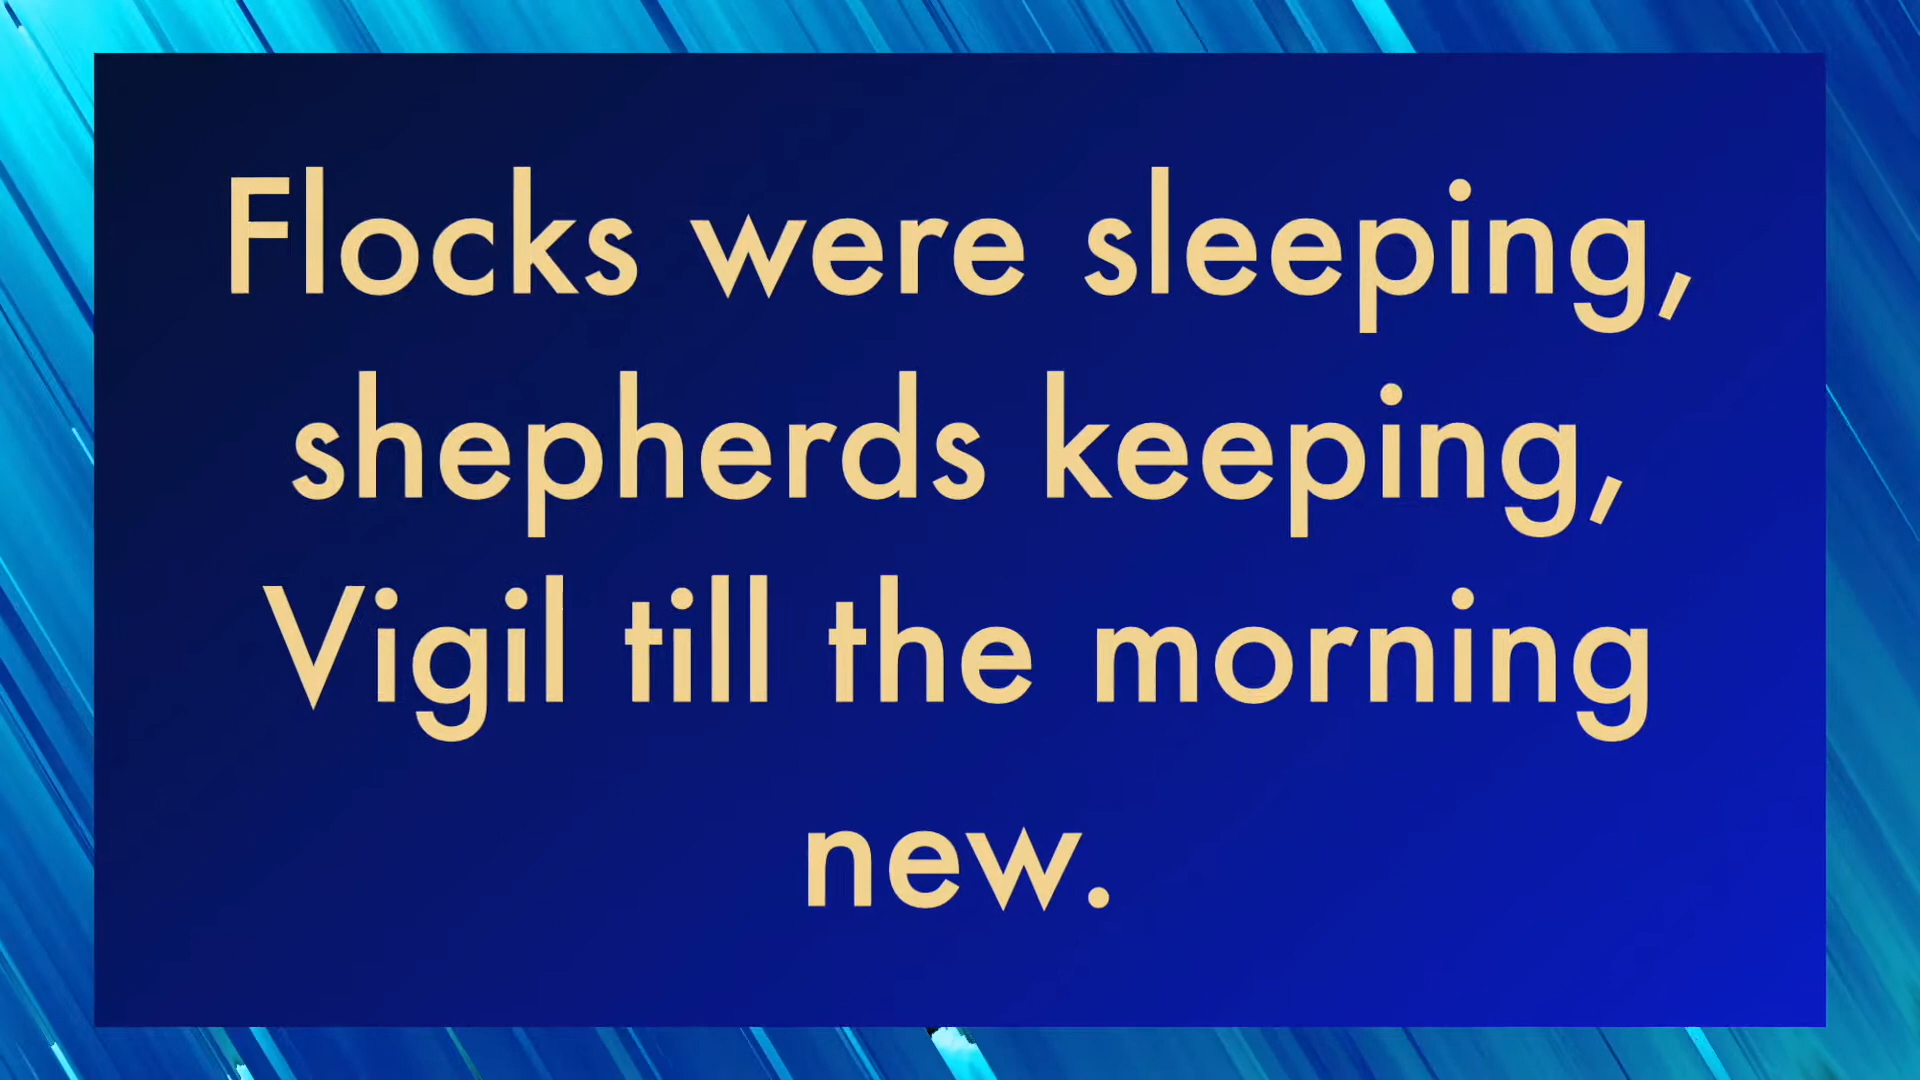 Flocks were sleeping,
shepherds keeping,
Vigil till the morning
new.